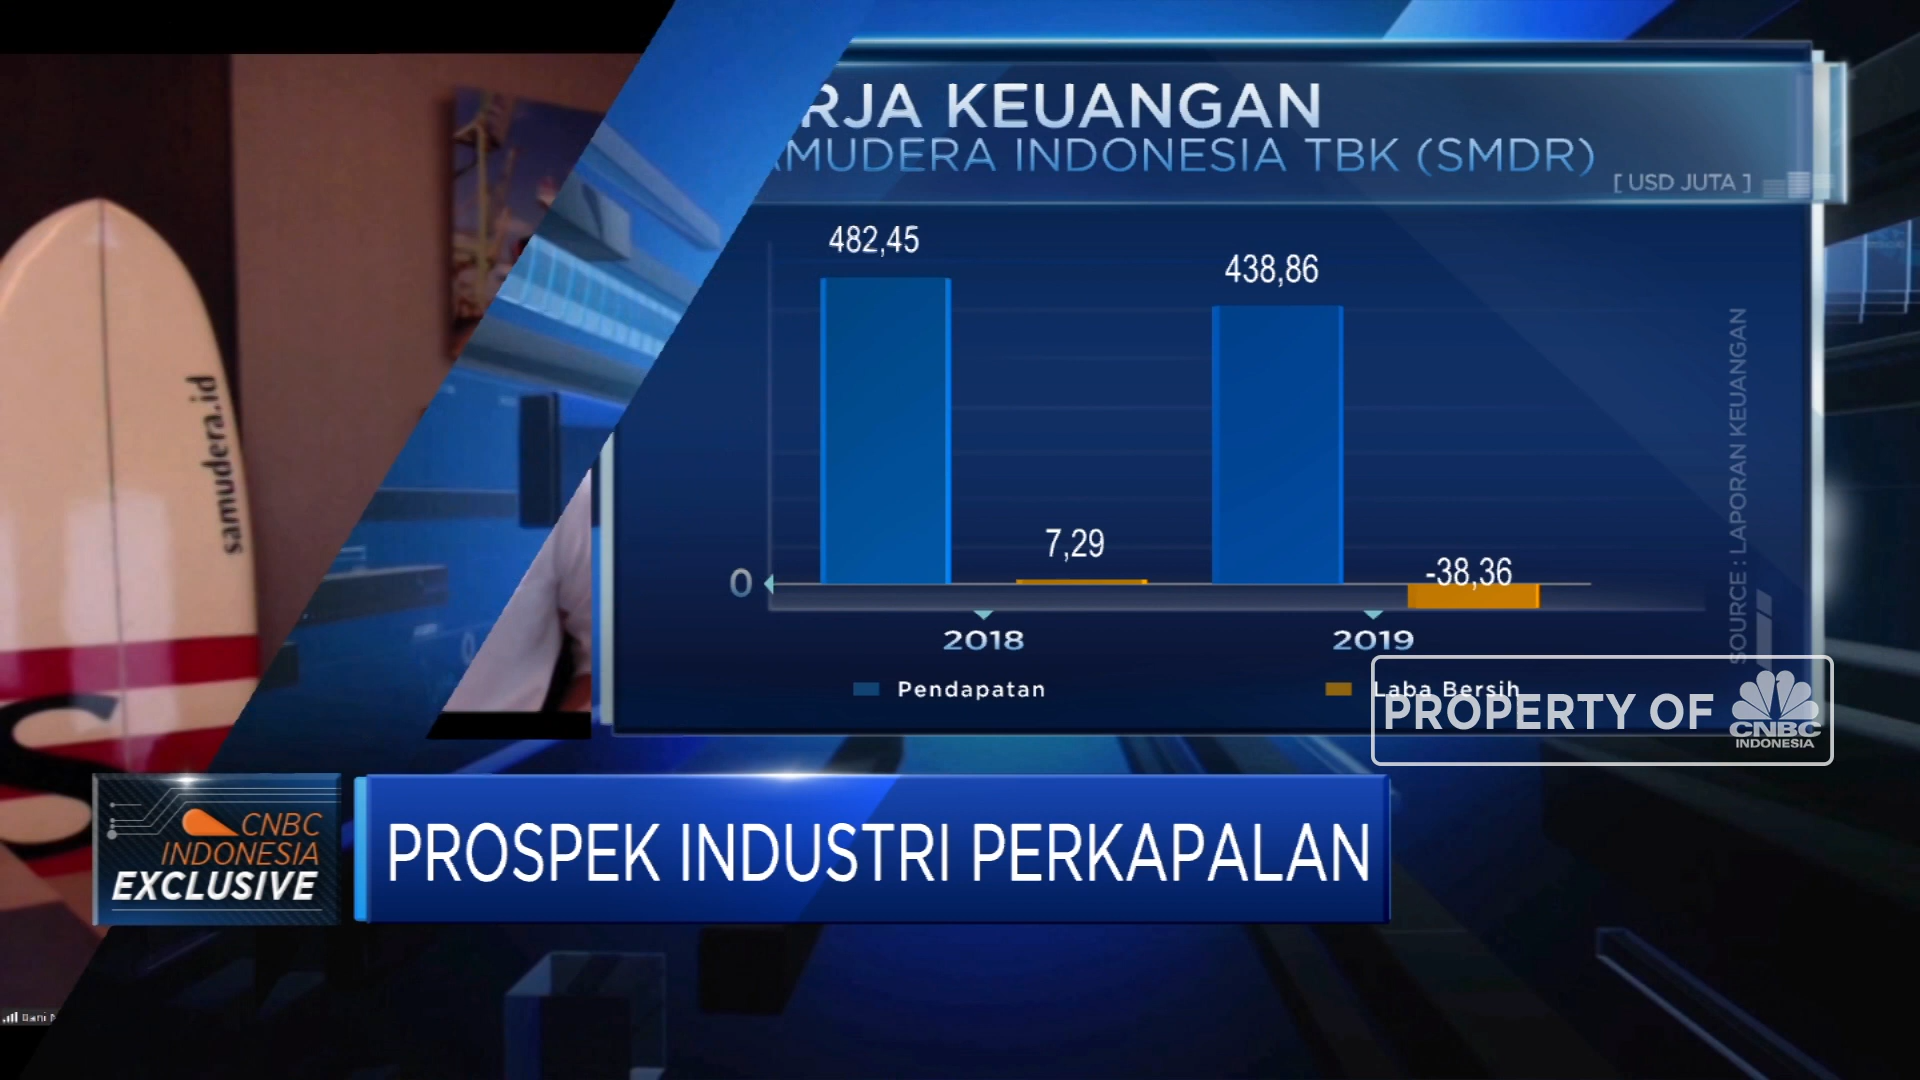 RJA KEUANGAN
AMUDERA INDONESIA TBK (SMDR)
[ USD JUTA ]
482,45
438,86
7,29
-38,36
0
2018
2019
Pendapatan
Laba Bersih
SOURCE : LAPORAN KEUANGAN
PROPERTY OF
CNBC
INDONESIA
samudera.id
CNBC
INDONESIA
EXCLUSIVE
PROSPEK INDUSTRI PERKAPALAN